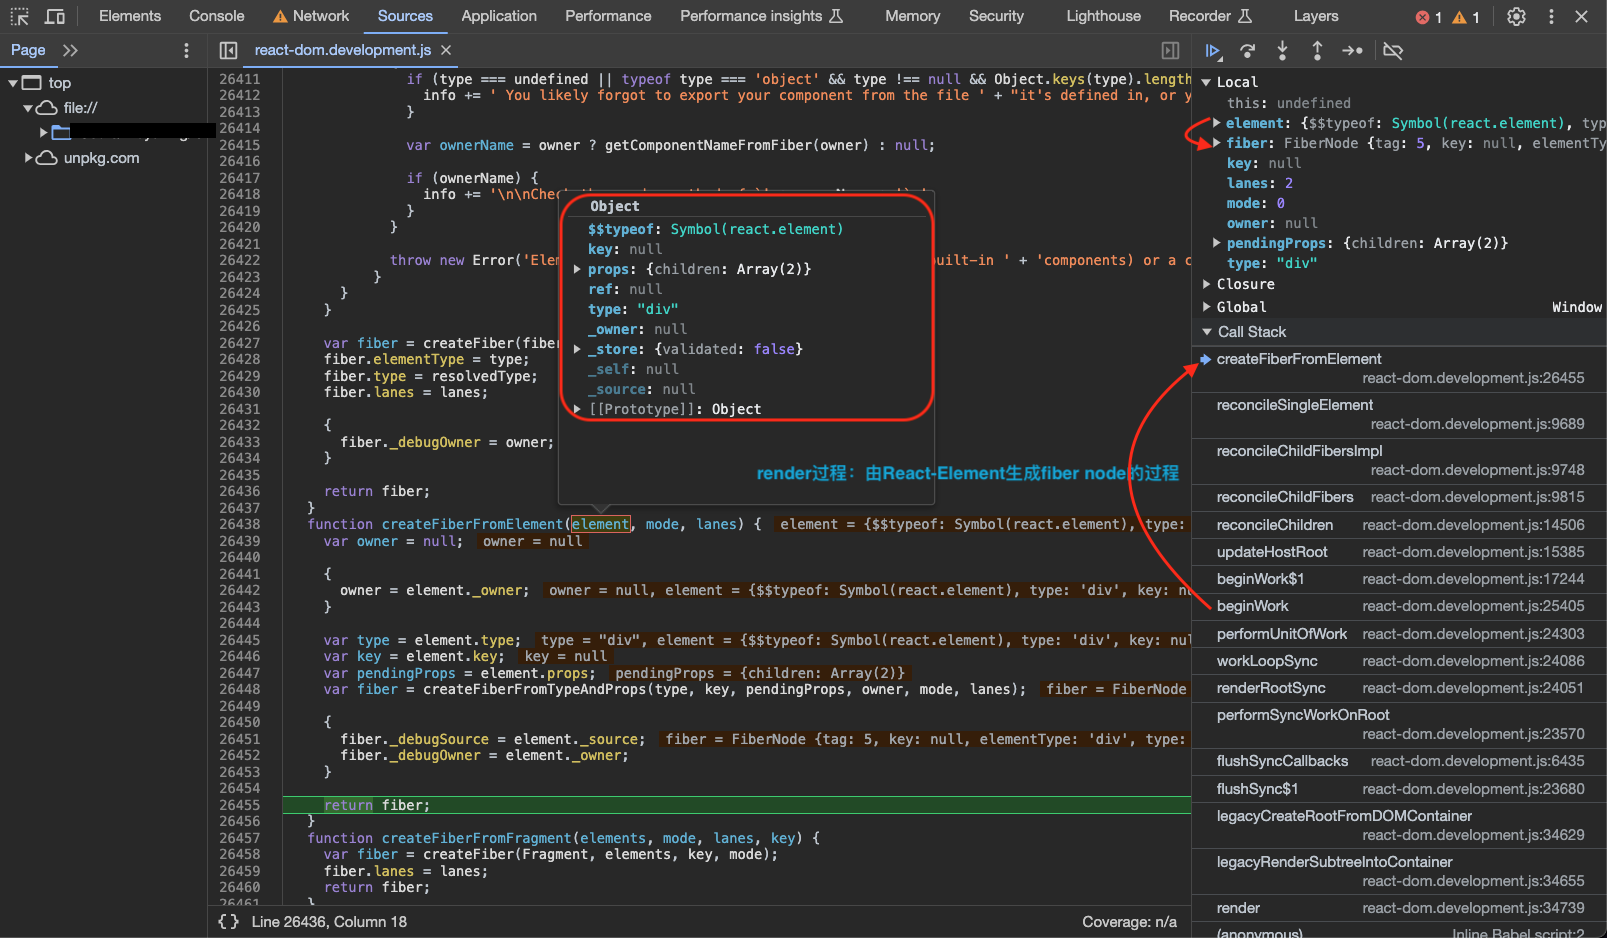 Elements Console Network Sources Application Performance Performance insights Memory Security Lighthouse Recorder Layers 1 1
Page
react-dom.development.js
top
file://
unpkg.com
26411 if (type === undefined || typeof type === 'object' && type !== null && Object.keys(type).length
26412 info += ' You likely forgot to export your component from the file ' + "it's defined in, or y
26413 }
26414
26415 var ownerName = owner ? getComponentNameFromFiber(owner) : null;
26416
26417 if (ownerName) {
26418 info +=
26419 }
26420 }
26421
26422 throw new Error('Elem uilt-in ' + 'components) or a c
26423 }
26424 }
26425 }
26426
26427 var fiber = createFiber(fiber
26428 fiber.elementType = type;
26429 fiber.type = resolvedType;
26430 fiber.lanes = lanes;
26431
26432 {
26433 fiber._debugOwner = owner;
26434 }
26435
26436 return fiber;
26437 }
26438 function createFiberFromElement(element, mode, lanes) { element = {$$typeof: Symbol(react.element), type:
26439 var owner = null; owner = null
26440
26441 {
26442 owner = element._owner; owner = null, element = {$$typeof: Symbol(react.element), type: 'div', key: nu
26443 }
26444
26445 var type = element.type; type = "div", element = {$$typeof: Symbol(react.element), type: 'div', key: nul
26446 var key = element.key; key = null
26447 var pendingProps = element.props; pendingProps = {children: Array(2)}
26448 var fiber = createFiberFromTypeAndProps(type, key, pendingProps, owner, mode, lanes); fiber = FiberNode
26449
26450 {
26451 fiber._debugSource = element._source; fiber = FiberNode {tag: 5, key: null, elementType: 'div', type:
26452 fiber._debugOwner = element._owner;
26453 }
26454
26455 return fiber;
26456 }
26457 function createFiberFromFragment(elements, mode, lanes, key) {
26458 var fiber = createFiber(Fragment, elements, key, mode);
26459 fiber.lanes = lanes;
26460 return fiber;
26461 }
Object
$$typeof: Symbol(react.element)
key: null
props: {children: Array(2)}
ref: null
type: "div"
_owner: null
_store: {validated: false}
_self: null
_source: null
[[Prototype]]: Object
render过程：由React-Element生成fiber node的过程
{} Line 26436, Column 18 Coverage: n/a
Local
this: undefined
element: {$$typeof: Symbol(react.element), typ
fiber: FiberNode {tag: 5, key: null, elementTy
key: null
lanes: 2
mode: 0
owner: null
pendingProps: {children: Array(2)}
type: "div"
Closure
Global Window
Call Stack
createFiberFromElement
react-dom.development.js:26455
reconcileSingleElement
react-dom.development.js:9689
reconcileChildFibersImpl
react-dom.development.js:9748
reconcileChildFibers react-dom.development.js:9815
reconcileChildren react-dom.development.js:14506
updateHostRoot react-dom.development.js:15385
beginWork$1 react-dom.development.js:17244
beginWork react-dom.development.js:25405
performUnitOfWork react-dom.development.js:24303
workLoopSync react-dom.development.js:24086
renderRootSync react-dom.development.js:24051
performSyncWorkOnRoot
react-dom.development.js:23570
flushSyncCallbacks react-dom.development.js:6435
flushSync$1 react-dom.development.js:23680
legacyCreateRootFromDOMContainer
react-dom.development.js:34629
legacyRenderSubtreeIntoContainer
react-dom.development.js:34655
render react-dom.development.js:34739
(anonymous) Inline Babel script:2